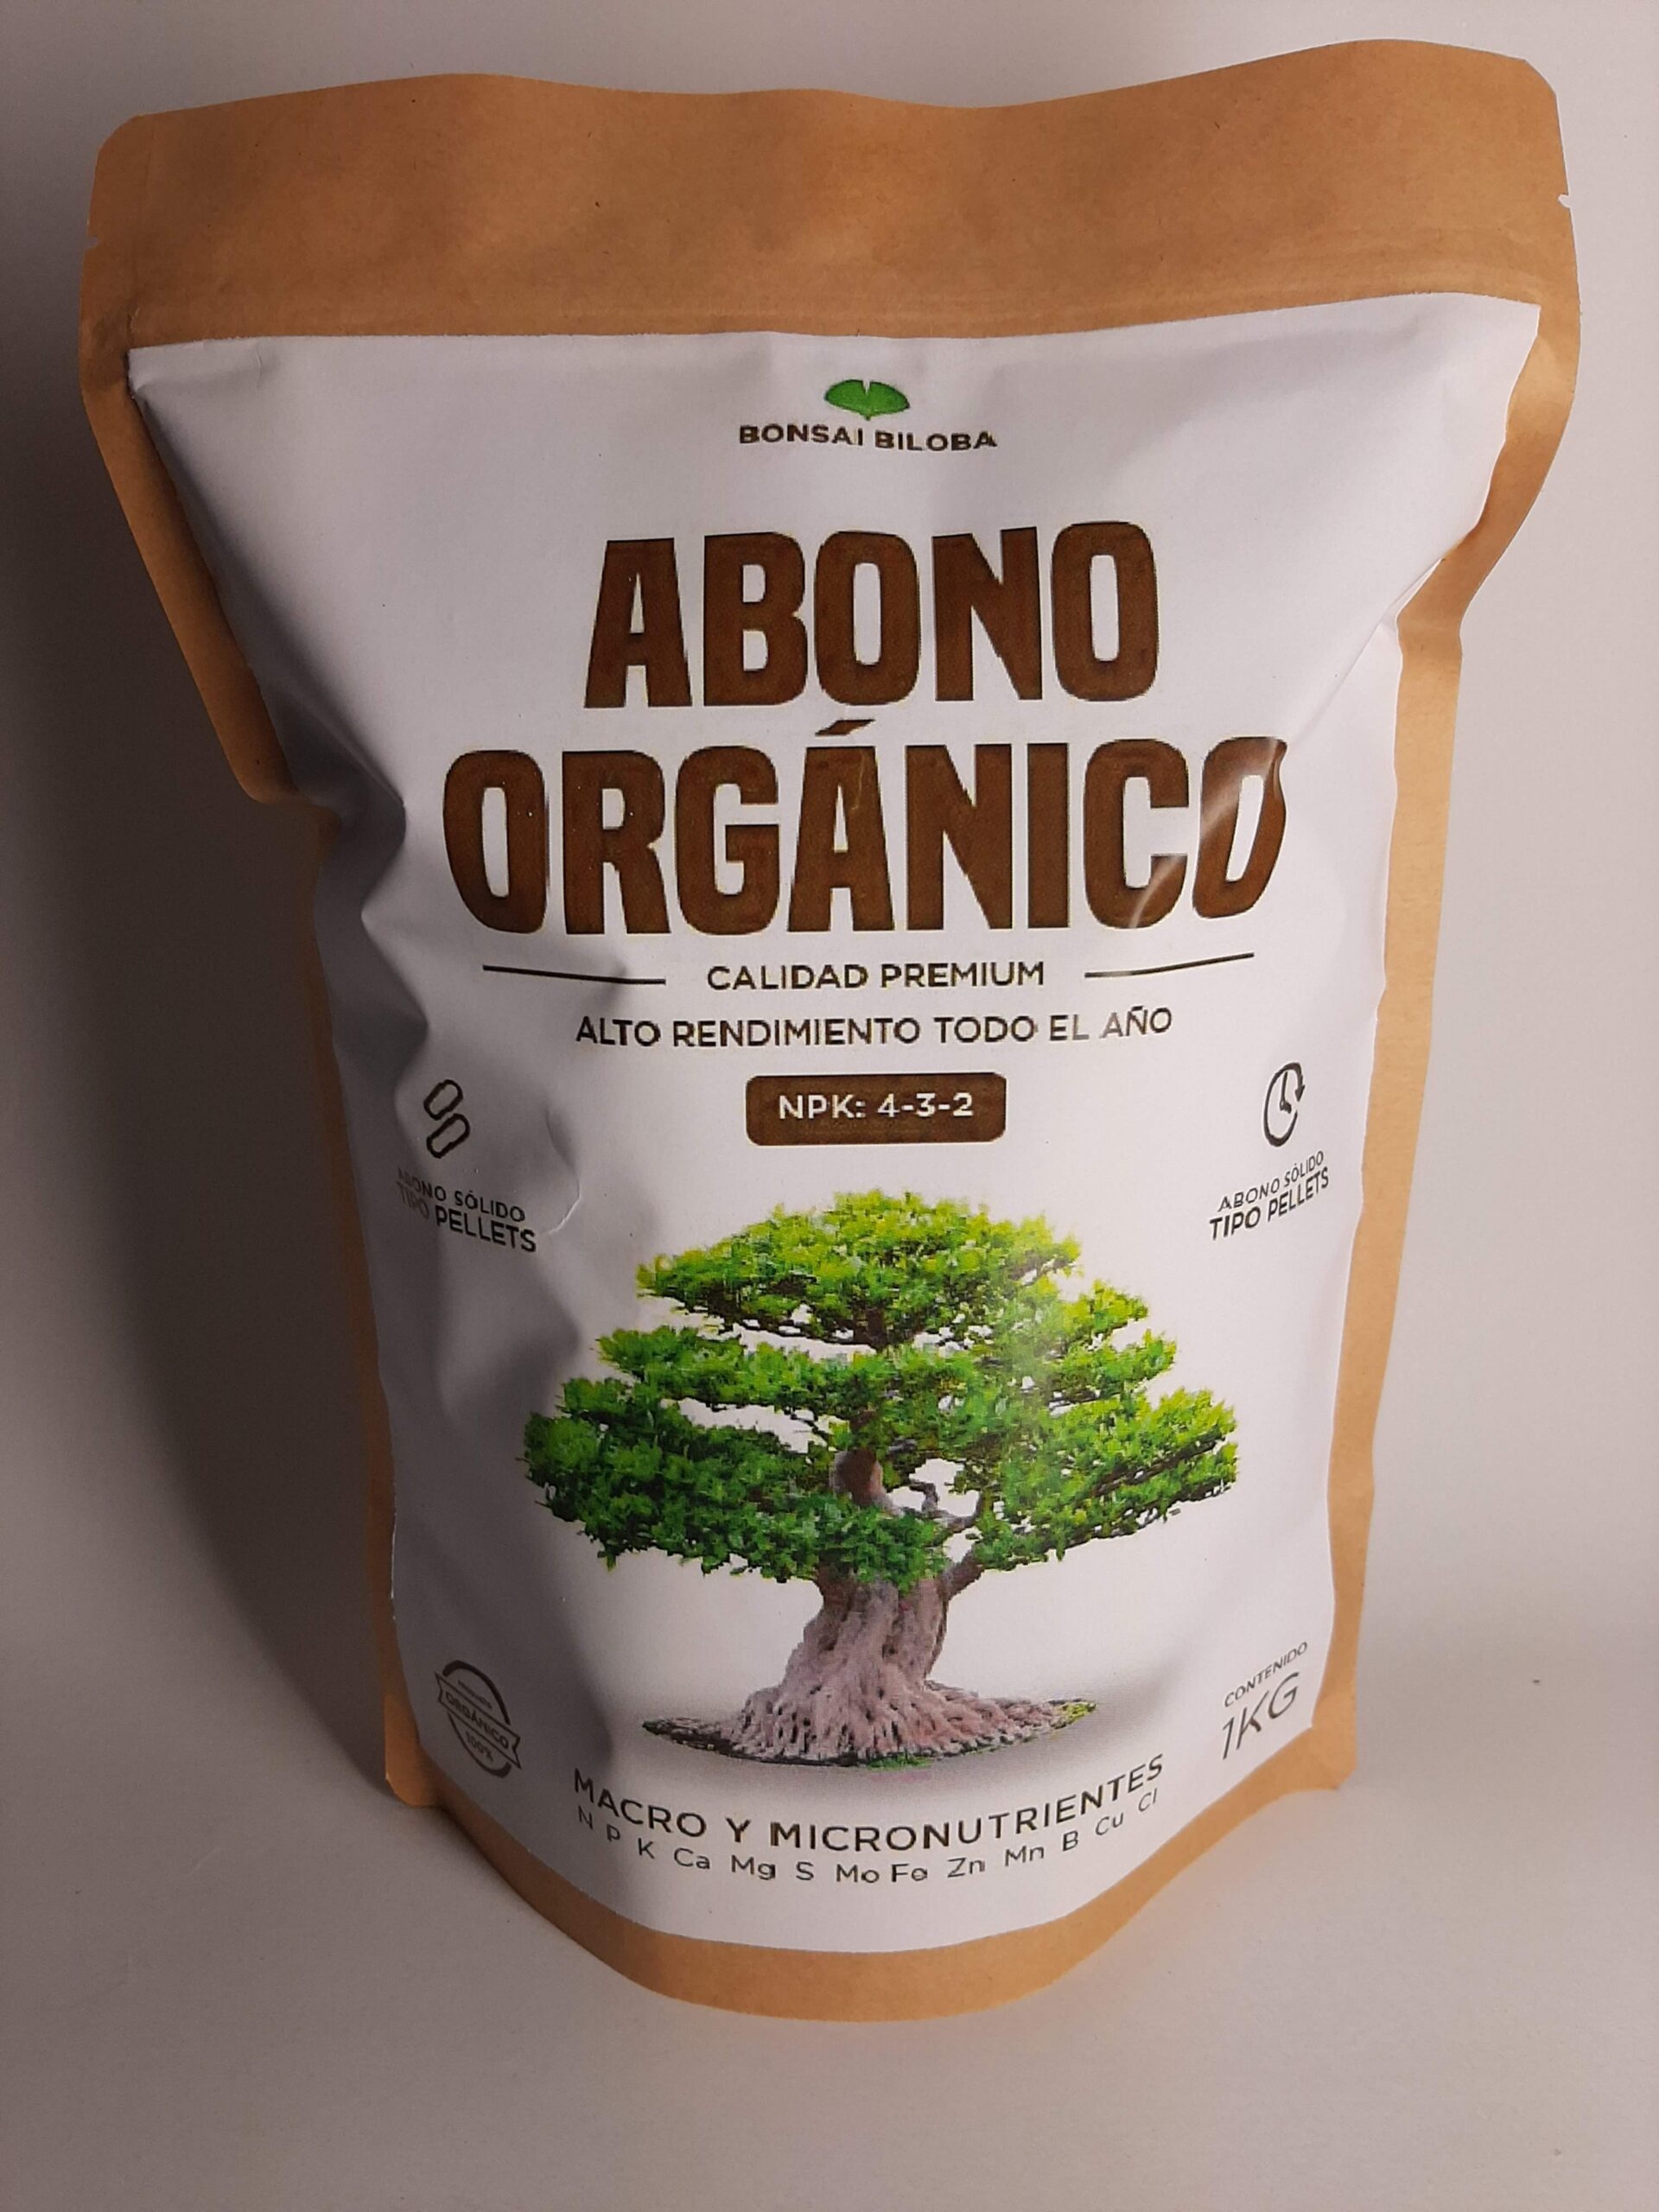 BONSAI BILOBA
ABONO
ORGÁNICO
CALIDAD PREMIUM
ALTO RENDIMIENTO TODO EL AÑO
NPK: 4-3-2
ABONO SÓLIDO
TIPO PELLETS
ABONO SÓLIDO
TIPO PELLETS
ORGÁNICO
100%
CONTENIDO
1KG
MACRO Y MICRONUTRIENTES
N P K Ca Mg S Mo Fe Zn Mn B Cu Cl